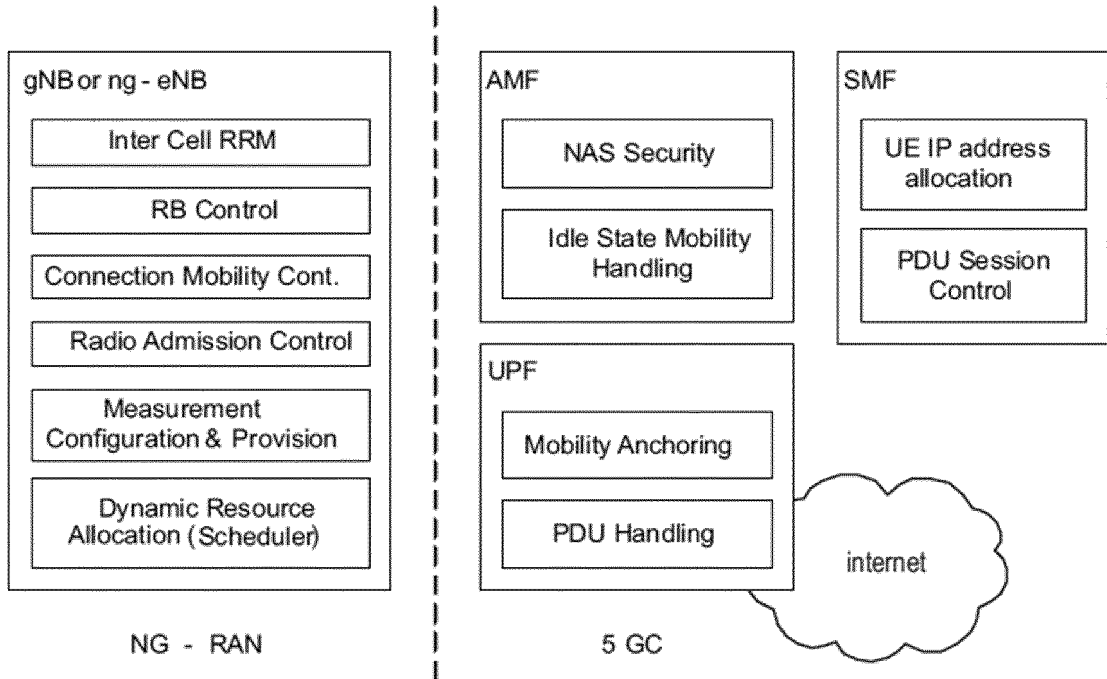 gNB or ng - eNB
Inter Cell RRM
RB Control
Connection Mobility Cont.
Radio Admission Control
Measurement
Configuration & Provision
Dynamic Resource
Allocation (Scheduler)
NG - RAN
AMF
NAS Security
Idle State Mobility
Handling
UPF
Mobility Anchoring
PDU Handling
5 GC
SMF
UE IP address
allocation
PDU Session
Control
internet